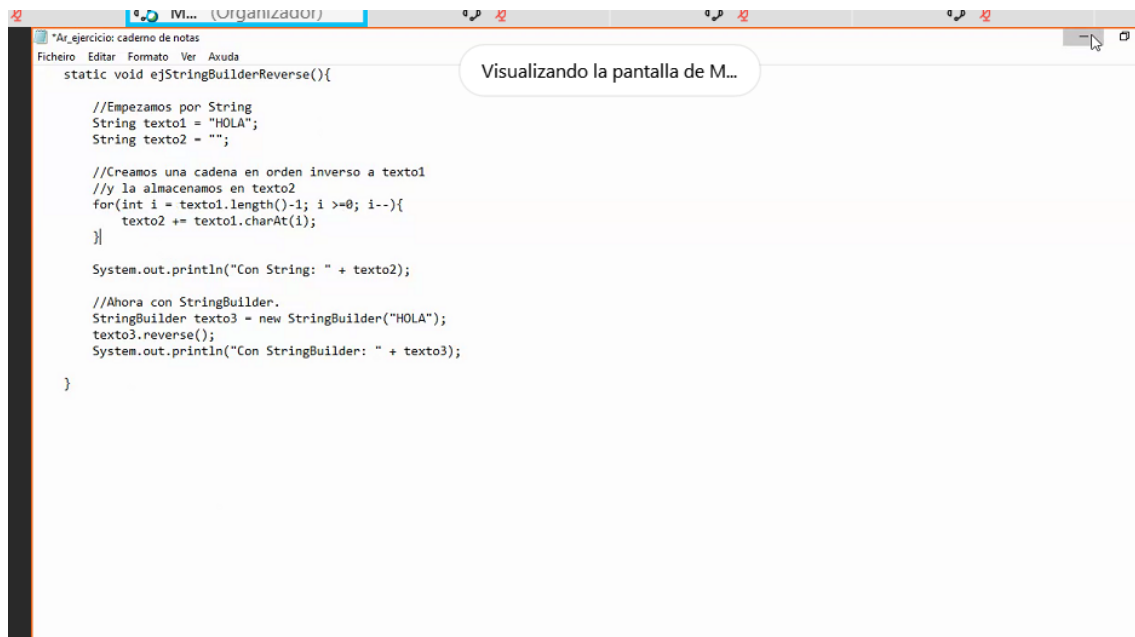 M... (Organizador)
*Ar_ejercicio: caderno de notas
Ficheiro Editar Formato Ver Axuda
Visualizando la pantalla de M...
static void ejStringBuilderReverse(){
//Empezamos por String
String texto1 = "HOLA";
String texto2 = "";
//Creamos una cadena en orden inverso a texto1
//y la almacenamos en texto2
for(int i = texto1.length()-1; i >=0; i--){
texto2 += texto1.charAt(i);
}
System.out.println("Con String: " + texto2);
//Ahora con StringBuilder.
StringBuilder texto3 = new StringBuilder("HOLA");
texto3.reverse();
System.out.println("Con StringBuilder: " + texto3);
}